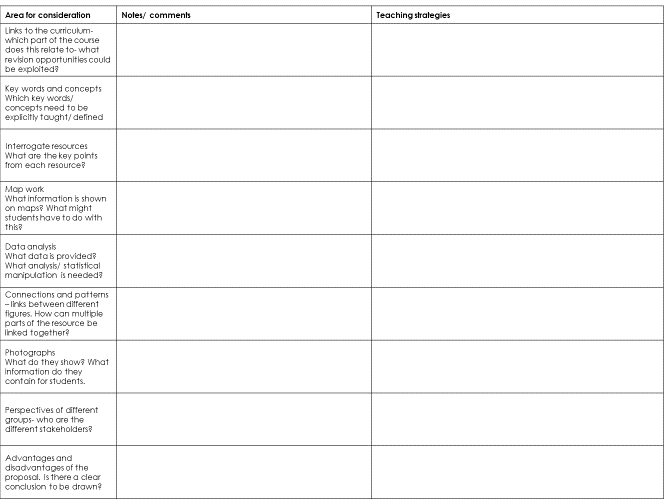 Area for consideration Notes/ comments Teaching strategies
Links to the curriculum-
which part of the course
does this relate to- what
revision opportunities could
be exploited?
Key words and concepts
Which key words/
concepts need to be
explicitly taught/ defined
Interrogate resources
What are the key points
from each resource?
Map work
What information is shown
on maps? What might
students have to do with
this?
Data analysis
What data is provided?
What analysis/ statistical
manipulation is needed?
Connections and patterns
– links between different
figures. How can multiple
parts of the resource be
linked together?
Photographs
What do they show? What
information do they
contain for students.
Perspectives of different
groups- who are the
different stakeholders?
Advantages and
disadvantages of the
proposal. Is there a clear
conclusion to be drawn?